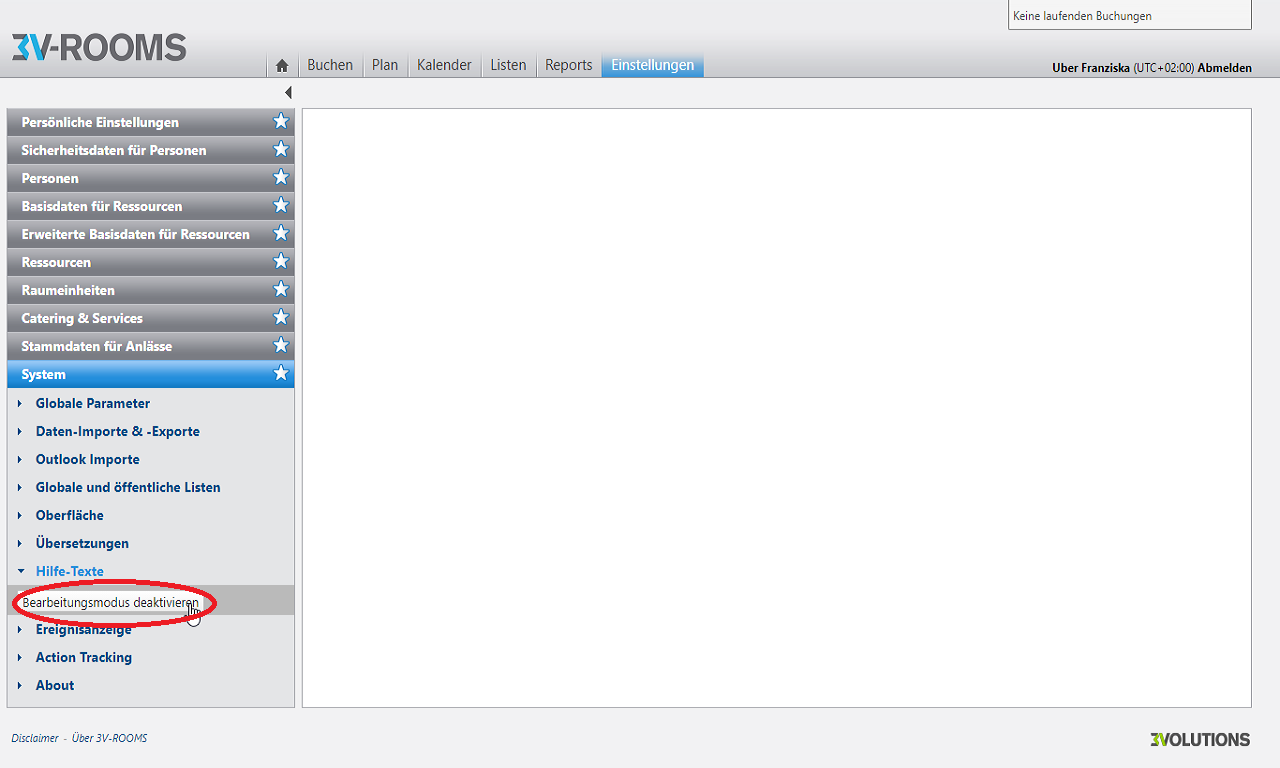 Keine laufenden Buchungen
3V-ROOMS
Buchen Plan Kalender Listen Reports Einstellungen
Uber Franziska (UTC+02:00) Abmelden
Persönliche Einstellungen
Sicherheitsdaten für Personen
Personen
Basisdaten für Ressourcen
Erweiterte Basisdaten für Ressourcen
Ressourcen
Raumeinheiten
Catering & Services
Stammdaten für Anlässe
System
Globale Parameter
Daten-Importe & -Exporte
Outlook Importe
Globale und öffentliche Listen
Oberfläche
Übersetzungen
Hilfe-Texte
Bearbeitungsmodus deaktivieren
Ereignisanzeige
Action Tracking
About
Disclaimer - Über 3V-ROOMS
3VOLUTIONS